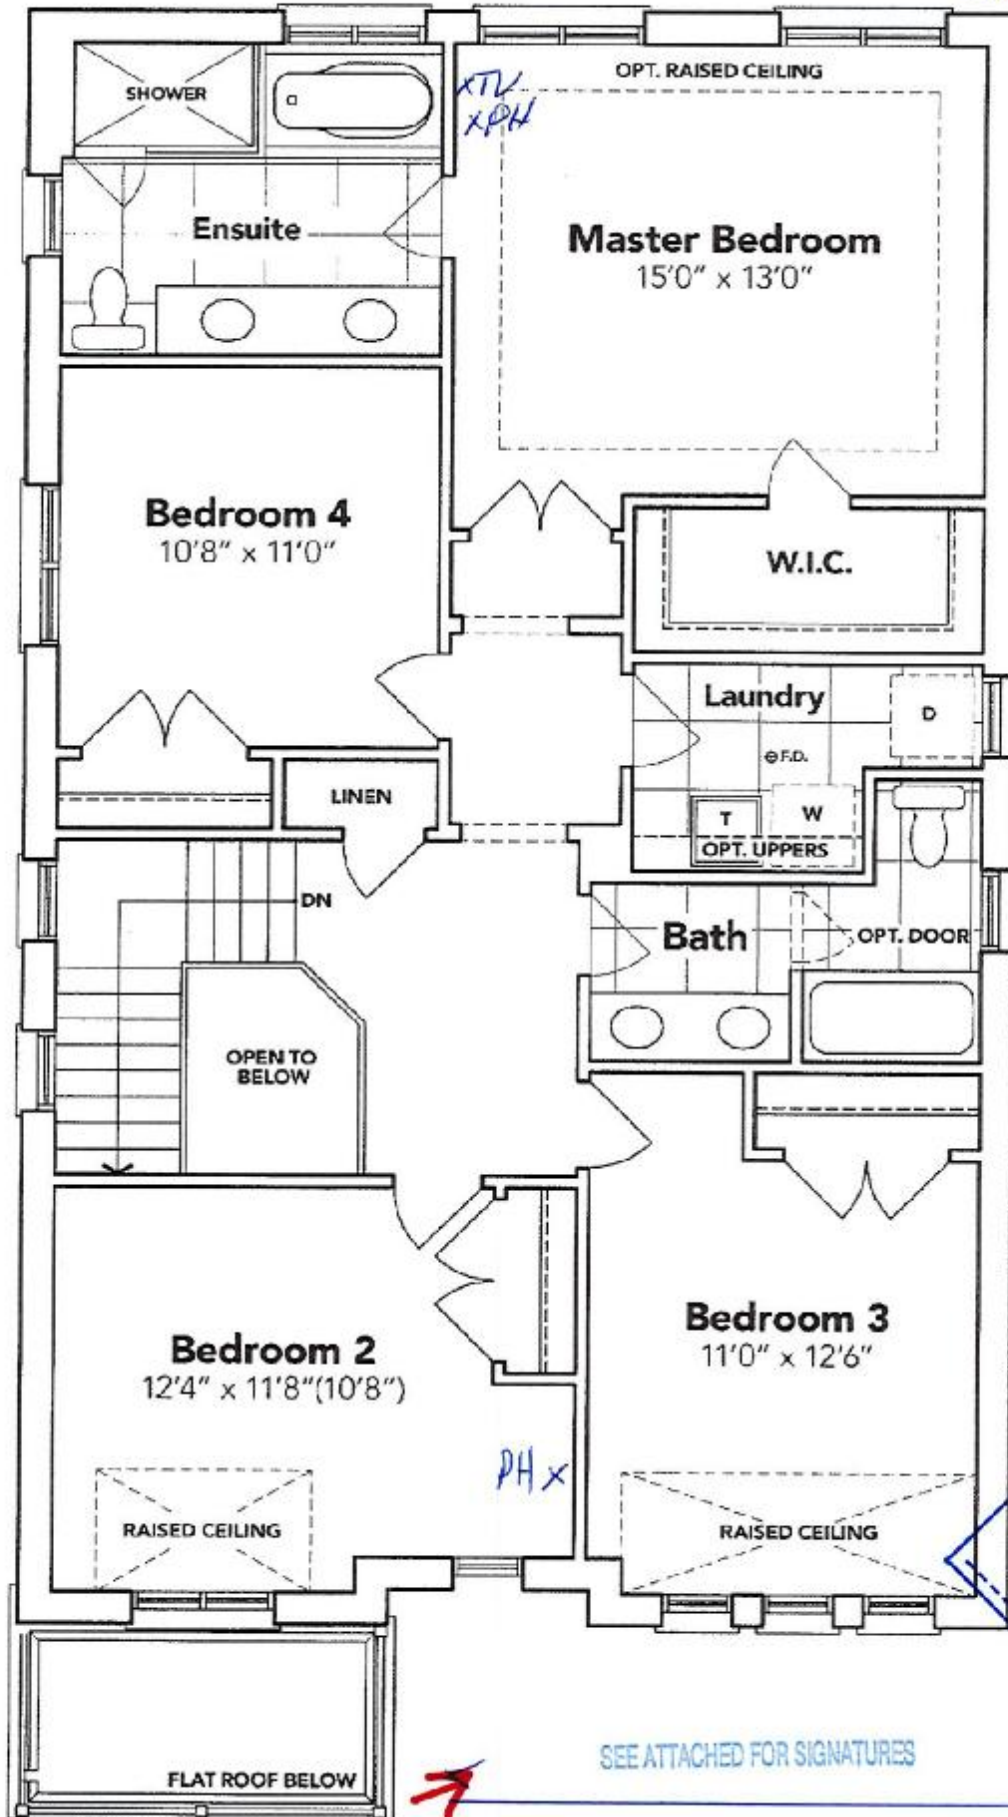 OPT. RAISED CEILING
SHOWER
XTV
XPH
Ensuite
Master Bedroom
15'0" x 13'0"
Bedroom 4
10'8" x 11'0"
W.I.C.
Laundry
D
F.D.
LINEN
T
W
OPT. UPPERS
DN
Bath
OPT. DOOR
OPEN TO
BELOW
Bedroom 3
11'0" x 12'6"
Bedroom 2
12'4" x 11'8"(10'8")
PH X
RAISED CEILING
RAISED CEILING
SEE ATTACHED FOR SIGNATURES
FLAT ROOF BELOW